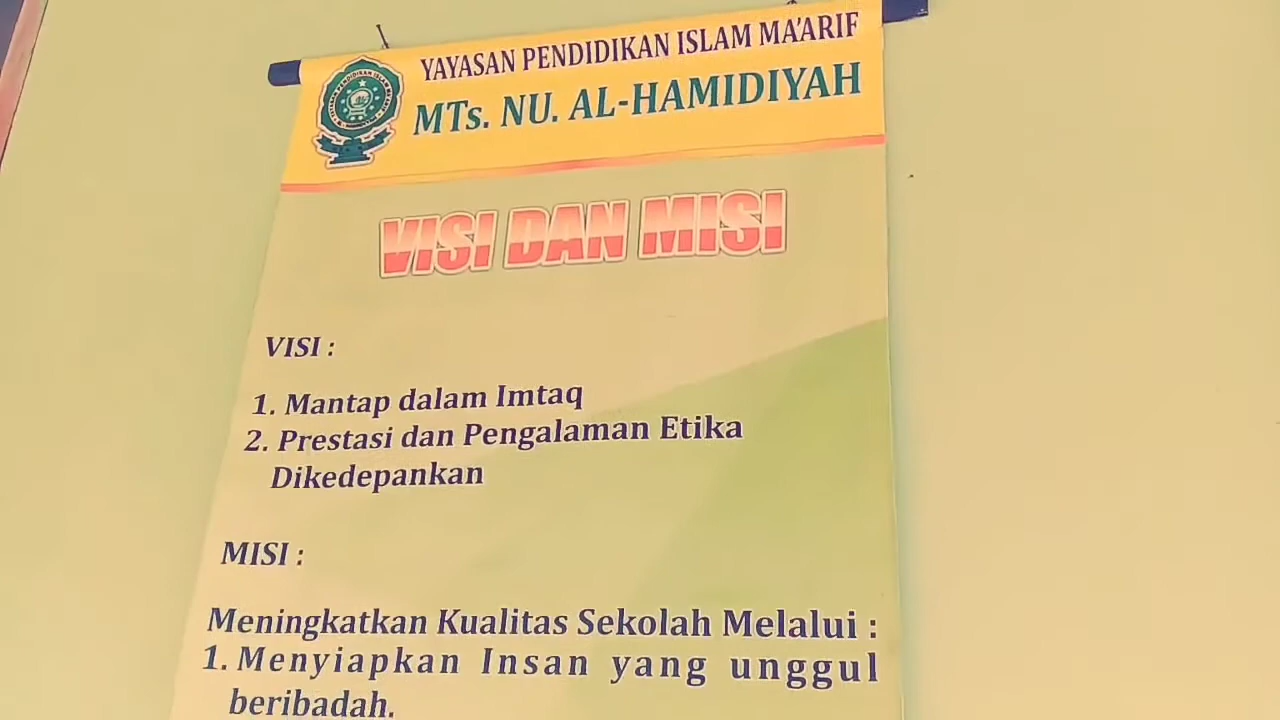 YAYASAN PENDIDIKAN ISLAM MA'ARIF
MTs. NU. AL-HAMIDIYAH
VISI DAN MISI
VISI :
1. Mantap dalam Imtaq
2. Prestasi dan Pengalaman Etika
Dikedepankan
MISI :
Meningkatkan Kualitas Sekolah Melalui :
1. Menyiapkan Insan yang unggul
beribadah.